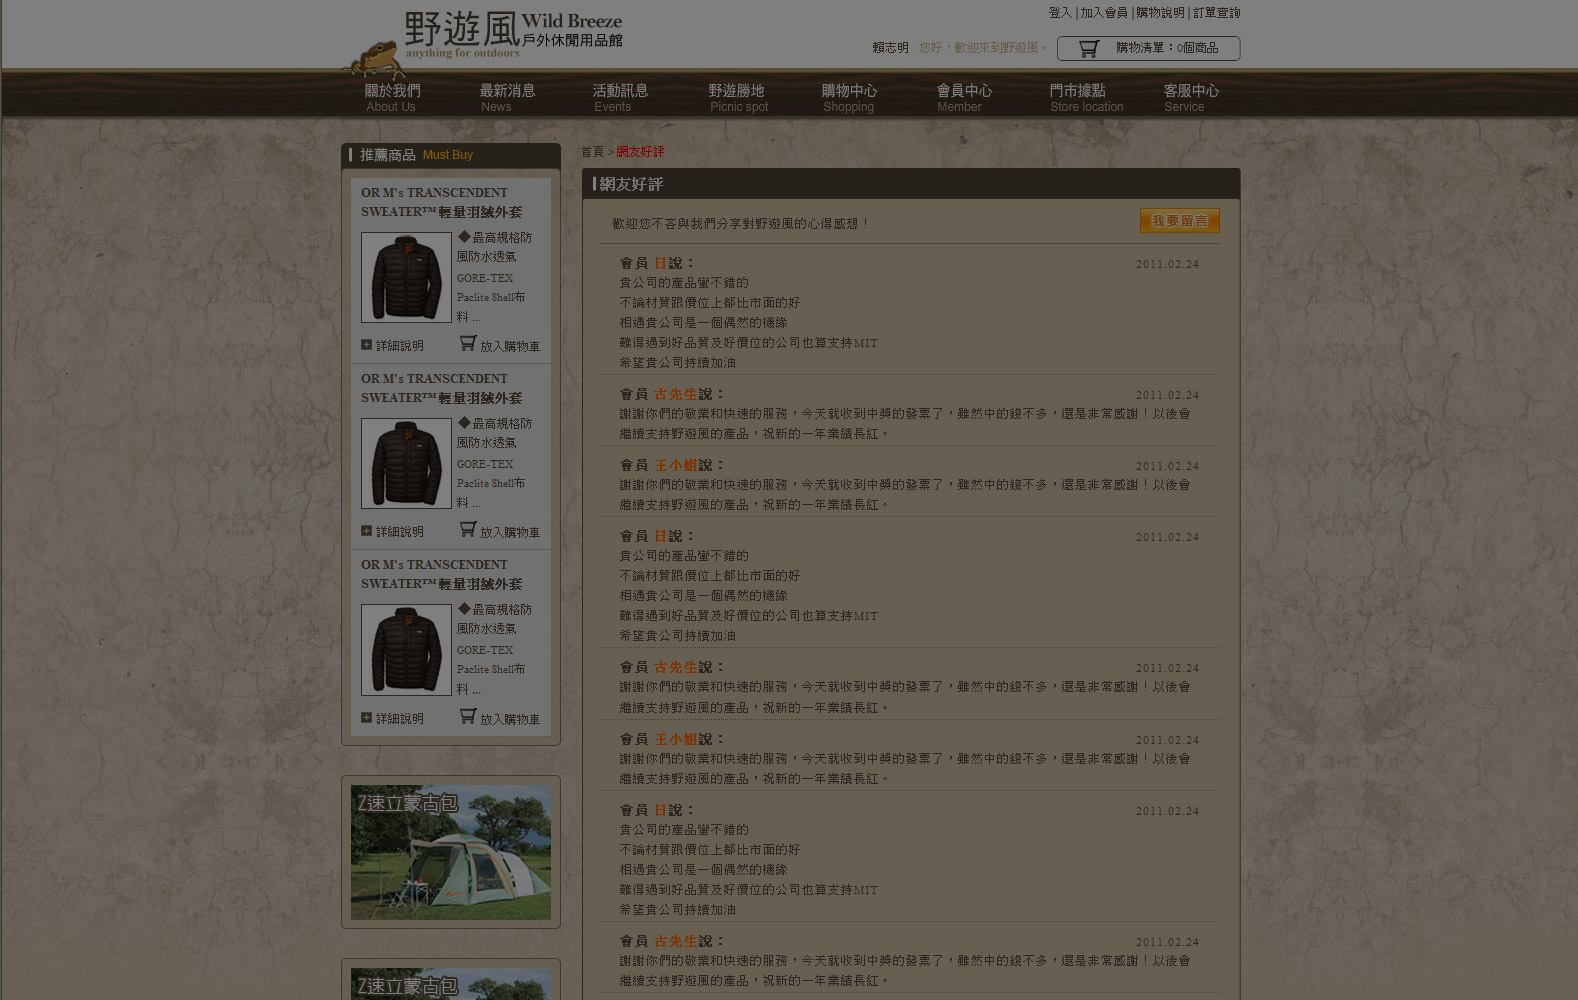 野遊風 Wild Breeze
戶外休閒用品館
anything for outdoors
登入 | 加入會員 | 購物說明 | 訂單查詢
賴志明 您好，歡迎來到野遊風。
購物清單：0個商品
關於我們 最新消息 活動訊息 野遊勝地 購物中心 會員中心 門市據點 客服中心
About Us News Events Picnic spot Shopping Member Store location Service
推薦商品 Must Buy
OR M's TRANSCENDENT
SWEATER™輕量羽絨外套
◆最高規格防
風防水透氣
GORE-TEX
Paclite Shell布
料 ...
詳細說明 放入購物車
OR M's TRANSCENDENT
SWEATER™輕量羽絨外套
◆最高規格防
風防水透氣
GORE-TEX
Paclite Shell布
料 ...
詳細說明 放入購物車
OR M's TRANSCENDENT
SWEATER™輕量羽絨外套
◆最高規格防
風防水透氣
GORE-TEX
Paclite Shell布
料 ...
詳細說明 放入購物車
Z速立蒙古包
Z速立蒙古包
首頁 > 網友好評
網友好評
歡迎您不吝與我們分享對野遊風的心得感想！
我要留言
會員 日說： 2011.02.24
貴公司的產品蠻不錯的
不論材質跟價位上都比市面的好
相遇貴公司是一個偶然的機緣
難得遇到好品質及好價位的公司也算支持MIT
希望貴公司持續加油
會員 古先生說： 2011.02.24
謝謝你們的敬業和快速的服務，今天就收到中獎的發票了，雖然中的錢不多，還是非常感謝！以後會
繼續支持野遊風的產品，祝新的一年業績長紅。
會員 王小姐說： 2011.02.24
謝謝你們的敬業和快速的服務，今天就收到中獎的發票了，雖然中的錢不多，還是非常感謝！以後會
繼續支持野遊風的產品，祝新的一年業績長紅。
會員 日說： 2011.02.24
貴公司的產品蠻不錯的
不論材質跟價位上都比市面的好
相遇貴公司是一個偶然的機緣
難得遇到好品質及好價位的公司也算支持MIT
希望貴公司持續加油
會員 古先生說： 2011.02.24
謝謝你們的敬業和快速的服務，今天就收到中獎的發票了，雖然中的錢不多，還是非常感謝！以後會
繼續支持野遊風的產品，祝新的一年業績長紅。
會員 王小姐說： 2011.02.24
謝謝你們的敬業和快速的服務，今天就收到中獎的發票了，雖然中的錢不多，還是非常感謝！以後會
繼續支持野遊風的產品，祝新的一年業績長紅。
會員 日說： 2011.02.24
貴公司的產品蠻不錯的
不論材質跟價位上都比市面的好
相遇貴公司是一個偶然的機緣
難得遇到好品質及好價位的公司也算支持MIT
希望貴公司持續加油
會員 古先生說： 2011.02.24
謝謝你們的敬業和快速的服務，今天就收到中獎的發票了，雖然中的錢不多，還是非常感謝！以後會
繼續支持野遊風的產品，祝新的一年業績長紅。